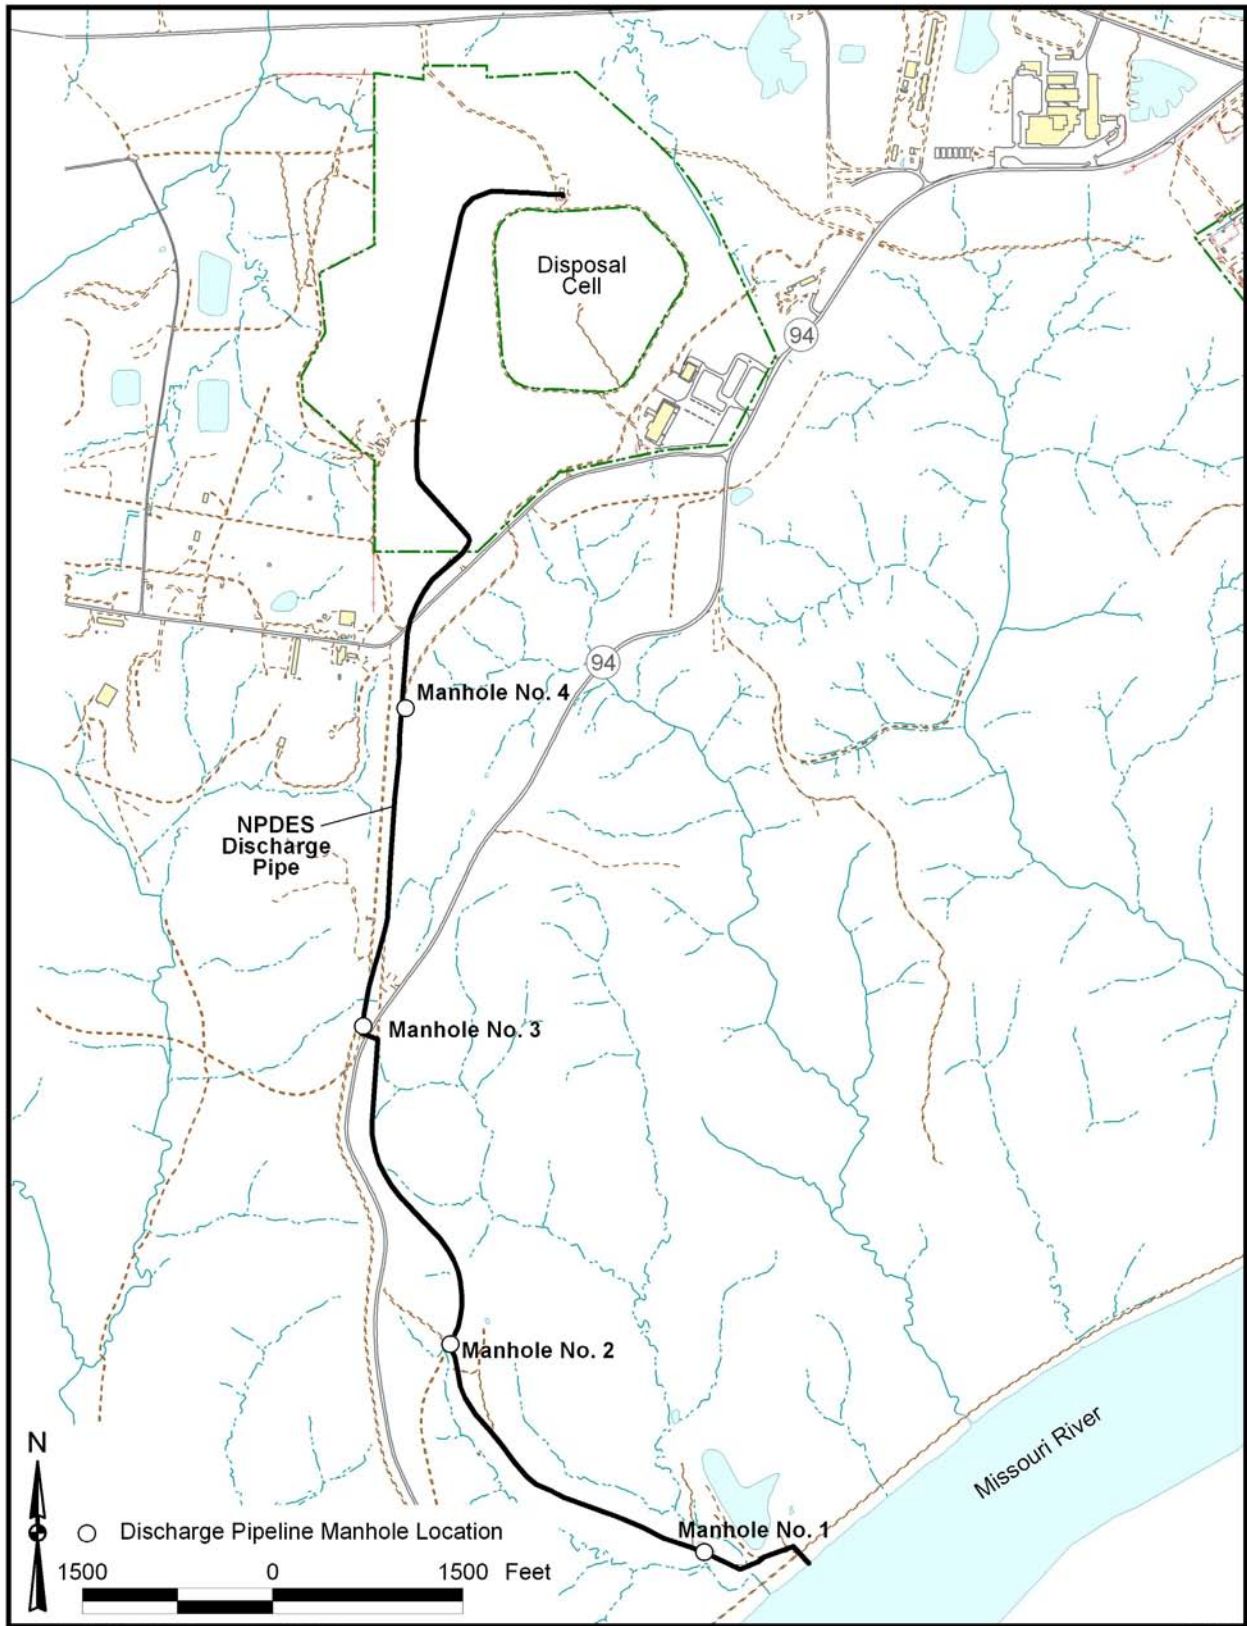 Disposal
Cell
94
94
Manhole No. 4
NPDES
Discharge
Pipe
Manhole No. 3
Manhole No. 2
Missouri River
N
Discharge Pipeline Manhole Location
Manhole No. 1
1500 0 1500 Feet